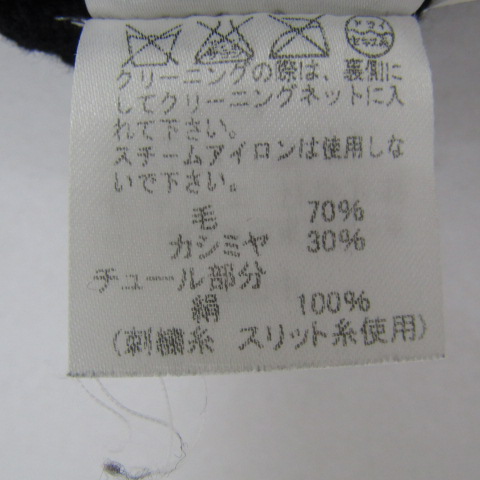 ドライ
セキユ系
クリーニングの際は、裏側に
してクリーニングネットに入
れて下さい。
スチームアイロンは使用しな
いで下さい。
毛 70%
カシミヤ 30%
チュール部分
絹 100%
(刺繍糸 スリット糸使用)